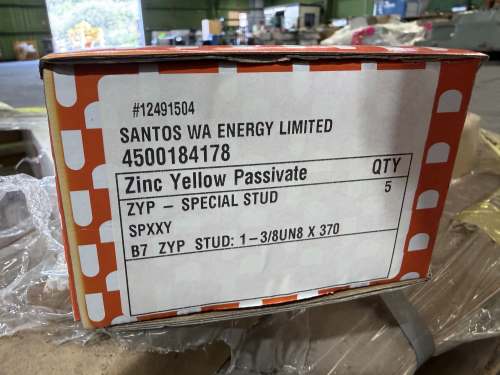 #12491504
SANTOS WA ENERGY LIMITED
4500184178
Zinc Yellow Passivate QTY
ZYP - SPECIAL STUD 5
SPXXY
B7 ZYP STUD: 1-3/8UN8 X 370